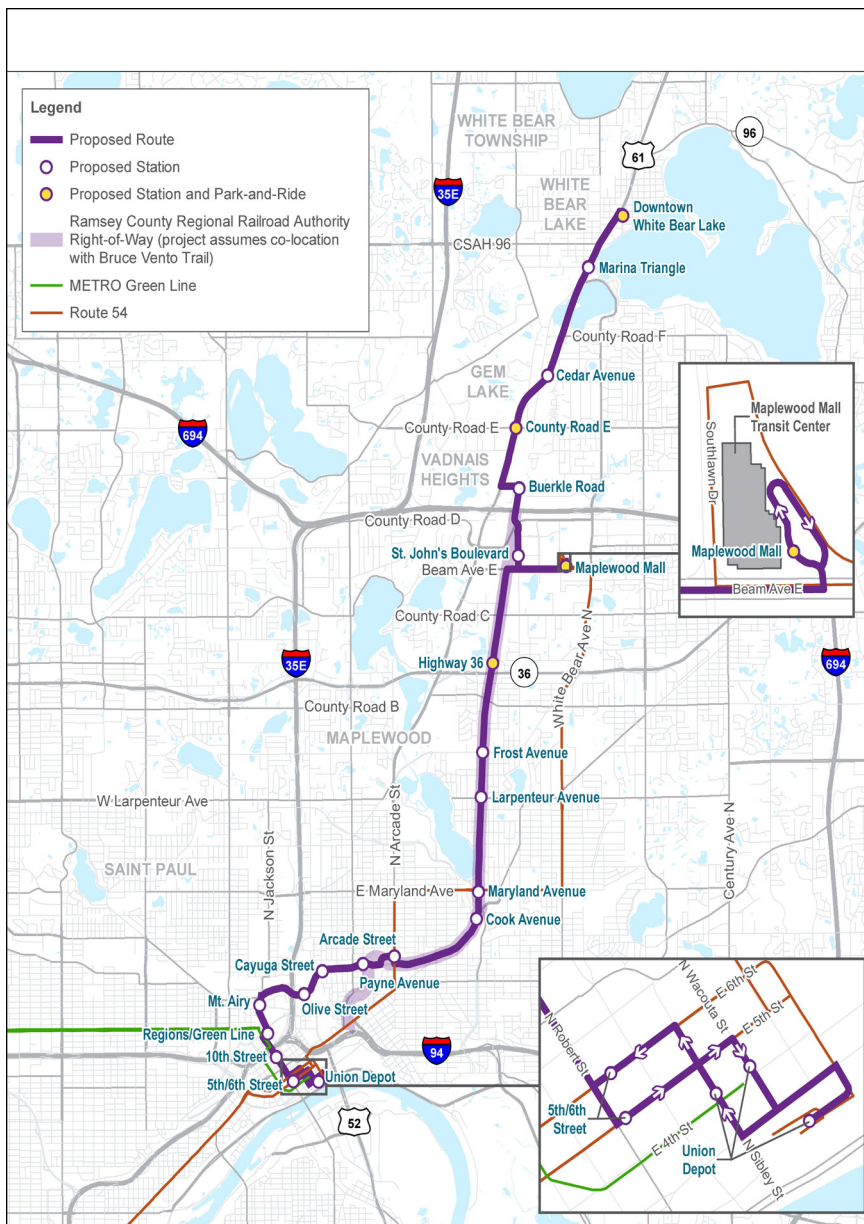 Legend
Proposed Route
Proposed Station
Proposed Station and Park-and-Ride
Ramsey County Regional Railroad Authority
Right-of-Way (project assumes co-location
with Bruce Vento Trail)
METRO Green Line
Route 54
WHITE BEAR
TOWNSHIP
96
61
35E
WHITE
BEAR
LAKE
Downtown
White Bear Lake
CSAH 96
Marina Triangle
County Road F
Cedar Avenue
GEM
LAKE
694
County Road E
County Road E
VADNAIS
HEIGHTS
Buerkle Road
County Road D
St. John's Boulevard
Beam Ave E
Maplewood Mall
County Road C
White Bear Ave N
35E
Highway 36
36
694
County Road B
MAPLEWOOD
Frost Avenue
N Arcade St
W Larpenteur Ave
Larpenteur Avenue
Century Ave N
SAINT PAUL
N Jackson St
E Maryland Ave
Maryland Avenue
Cook Avenue
Arcade Street
Cayuga Street
Payne Avenue
Mt. Airy
Olive Street
Regions/Green Line
10th Street
94
5th/6th Street
Union Depot
52
Southlawn Dr
Maplewood Mall
Transit Center
Maplewood Mall
Beam Ave E
N Wacouta St
E 6th St
E 5th St
N Robert St
5th/6th
Street
E 4th St
Union
Depot
N Sibley St